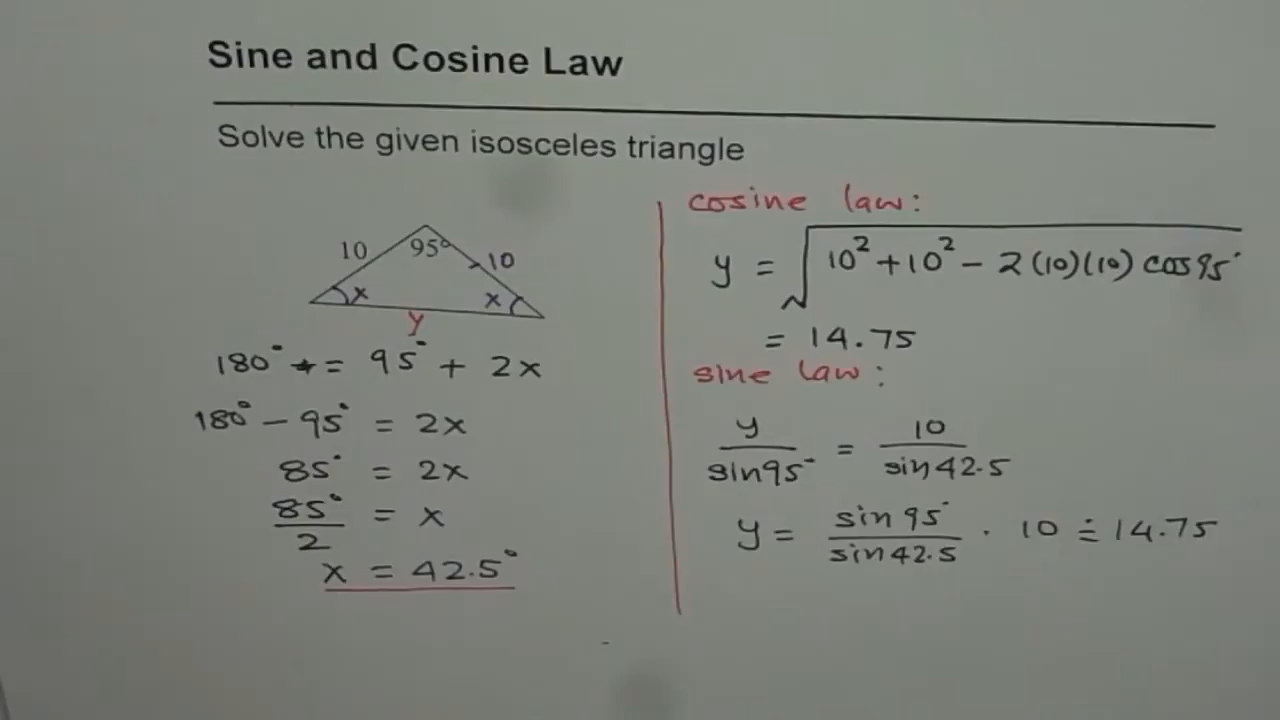 Sine and Cosine Law
Solve the given isosceles triangle
10 95° 10
x x
y
180° = 95° + 2x
180° - 95° = 2x
85° = 2x
85°/2 = x
x = 42.5°
cosine law:
y = √(10² + 10² - 2(10)(10) cos95°)
= 14.75
sine law:
y/sin95° = 10/sin42.5
y = sin95°/sin42.5 · 10 ≐ 14.75